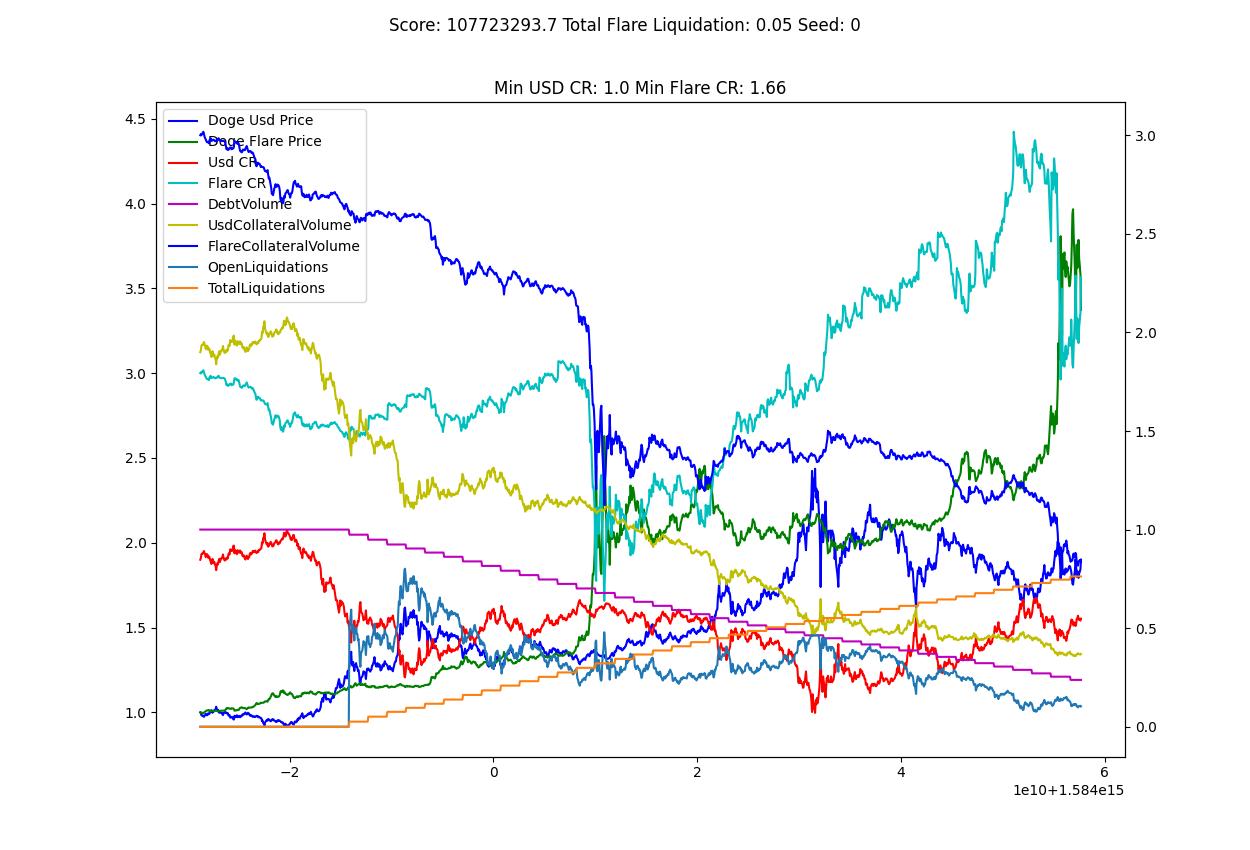 Score: 107723293.7 Total Flare Liquidation: 0.05 Seed: 0
Min USD CR: 1.0 Min Flare CR: 1.66
Doge Usd Price
Doge Flare Price
Usd CR
Flare CR
DebtVolume
UsdCollateralVolume
FlareCollateralVolume
OpenLiquidations
TotalLiquidations
4.5
4.0
3.5
3.0
2.5
2.0
1.5
1.0
3.0
2.5
2.0
1.5
1.0
0.5
0.0
−2
0
2
4
6
1e10+1.584e15